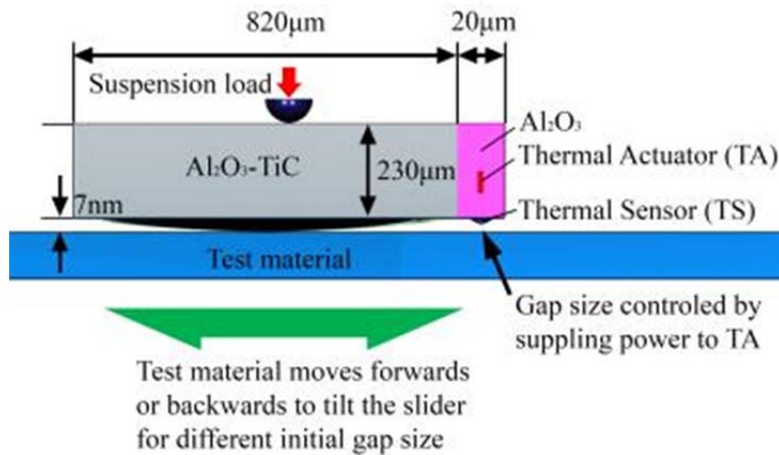 820μm
20μm
Suspension load
Al₂O₃
Al₂O₃-TiC
230μm
Thermal Actuator (TA)
7nm
Thermal Sensor (TS)
Test material
Gap size controled by
suppling power to TA
Test material moves forwards
or backwards to tilt the slider
for different initial gap size